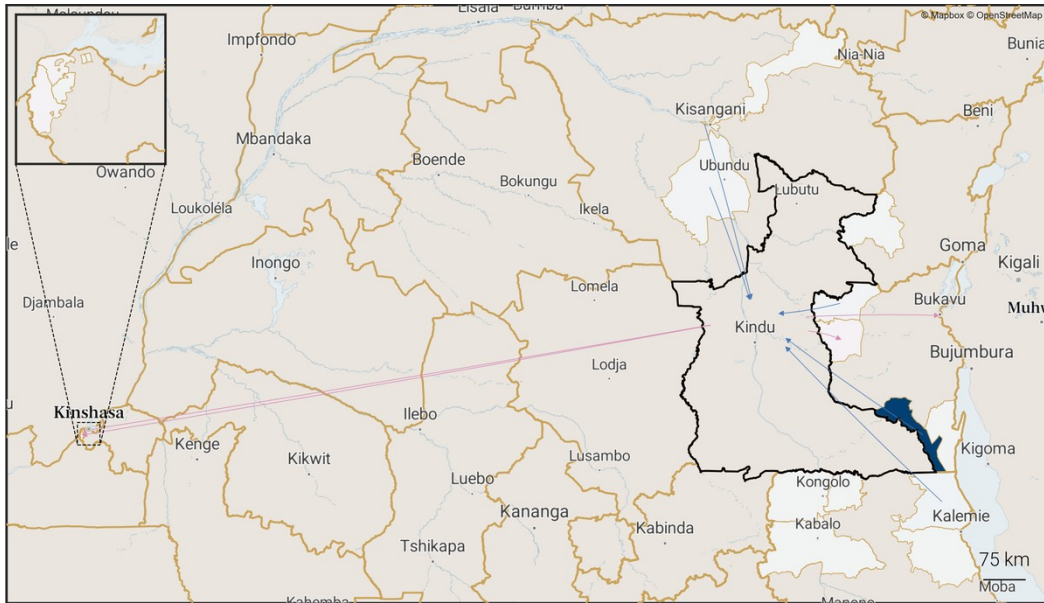 © Mapbox © OpenStreetMap
Lisala
Bumba
Impfondo
Nia-Nia
Bunia
Kisangani
Beni
Mbandaka
Boende
Ubundu
Owando
Bokungu
Lubutu
Loukoléla
Ikela
Goma
Inongo
Kigali
Djambala
Lomela
Bukavu
Kindu
Bujumbura
Lodja
Kinshasa
Ilebo
Kenge
Kikwit
Lusambo
Kigoma
Luebo
Kongolo
Kananga
Kabinda
Kabalo
Kalemie
Tshikapa
75 km
Moba